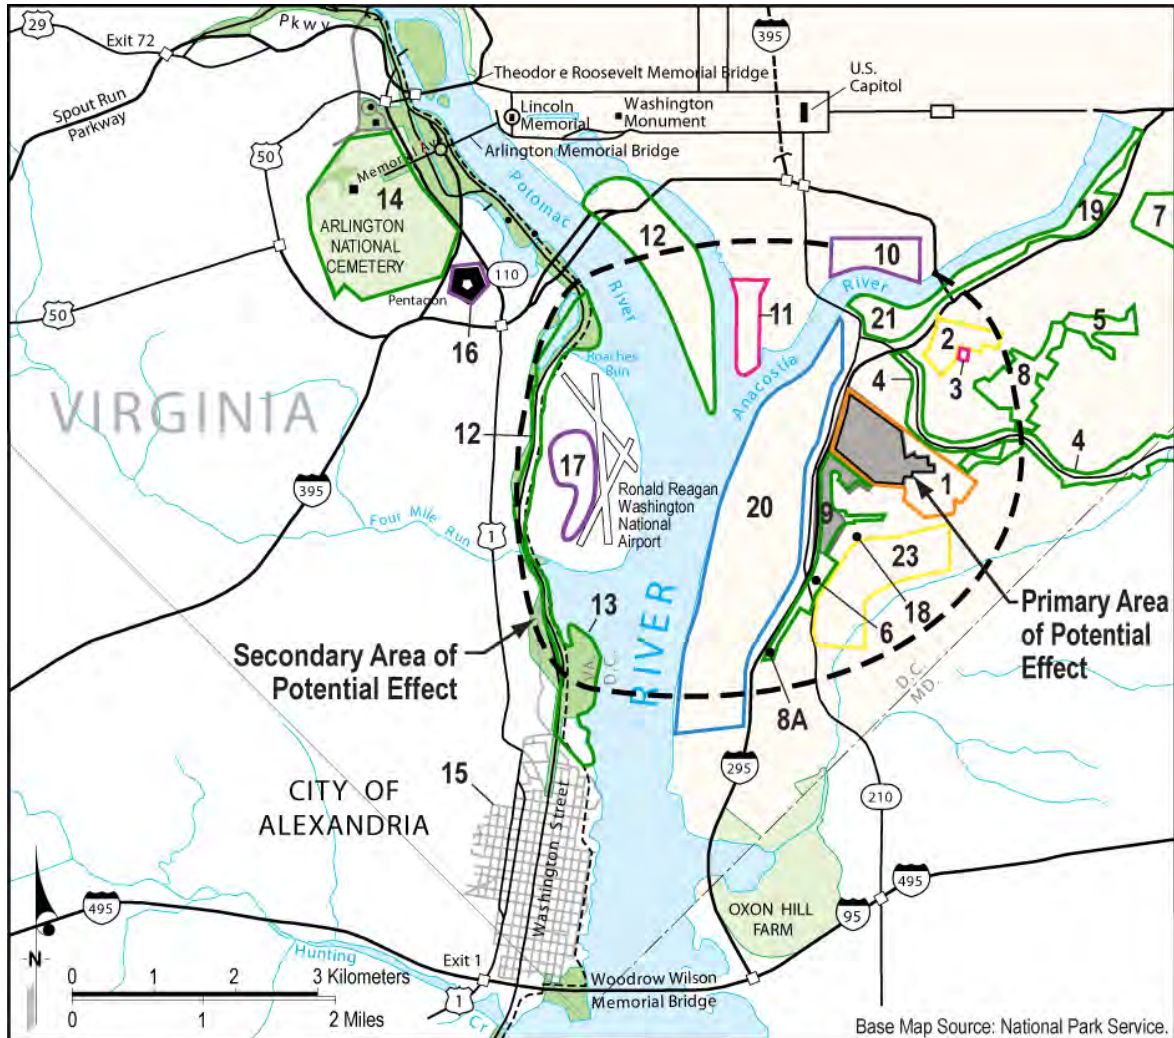 29
Exit 72
Pkwy
395
Theodor e Roosevelt Memorial Bridge
U.S.
Capitol
Spout Run
Parkway
Lincoln
Memorial
Washington
Monument
50
Memorial Av
Arlington Memorial Bridge
Potomac
River
14
ARLINGTON
NATIONAL
CEMETERY
12
10
River
19
7
110
Pentagon
50
16
11
21
2
5
Roaches
Run
3
8
4
Anacostia
VIRGINIA
12
17
395
1
Ronald Reagan
Washington
National
Airport
4
1
9
20
Four Mile Run
23
13
6
18
Primary Area
of Potential
Effect
Secondary Area of
Potential Effect
VA.
D.C.
RIVER
D.C.
MD.
8A
15
CITY OF
ALEXANDRIA
295
210
Washington Street
495
495
95
OXON HILL
FARM
Hunting
Cr
N
Exit 1
1
Woodrow Wilson
Memorial Bridge
0 1 2 3 Kilometers
0 1 2 Miles
Base Map Source: National Park Service.